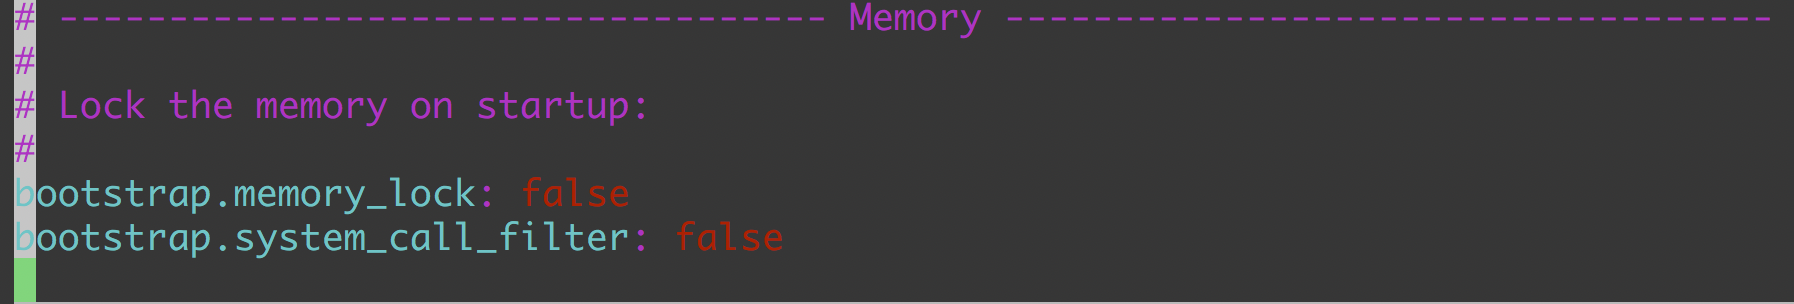 # ----------------------------------- Memory -----------------------------------
#
# Lock the memory on startup:
#
bootstrap.memory_lock: false
bootstrap.system_call_filter: false